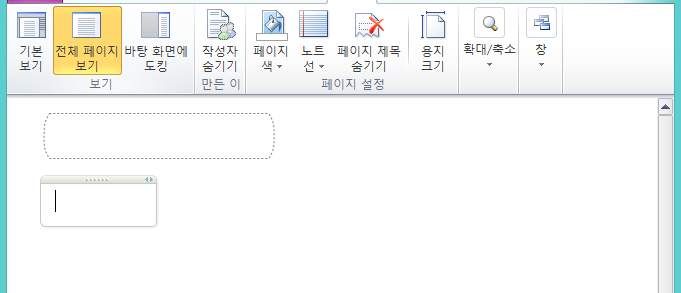 기본
보기
전체 페이지
보기
바탕 화면에
도킹
보기
작성자
숨기기
만든 이
페이지
색
노트
선
페이지 제목
숨기기
페이지 설정
용지
크기
확대/축소
창